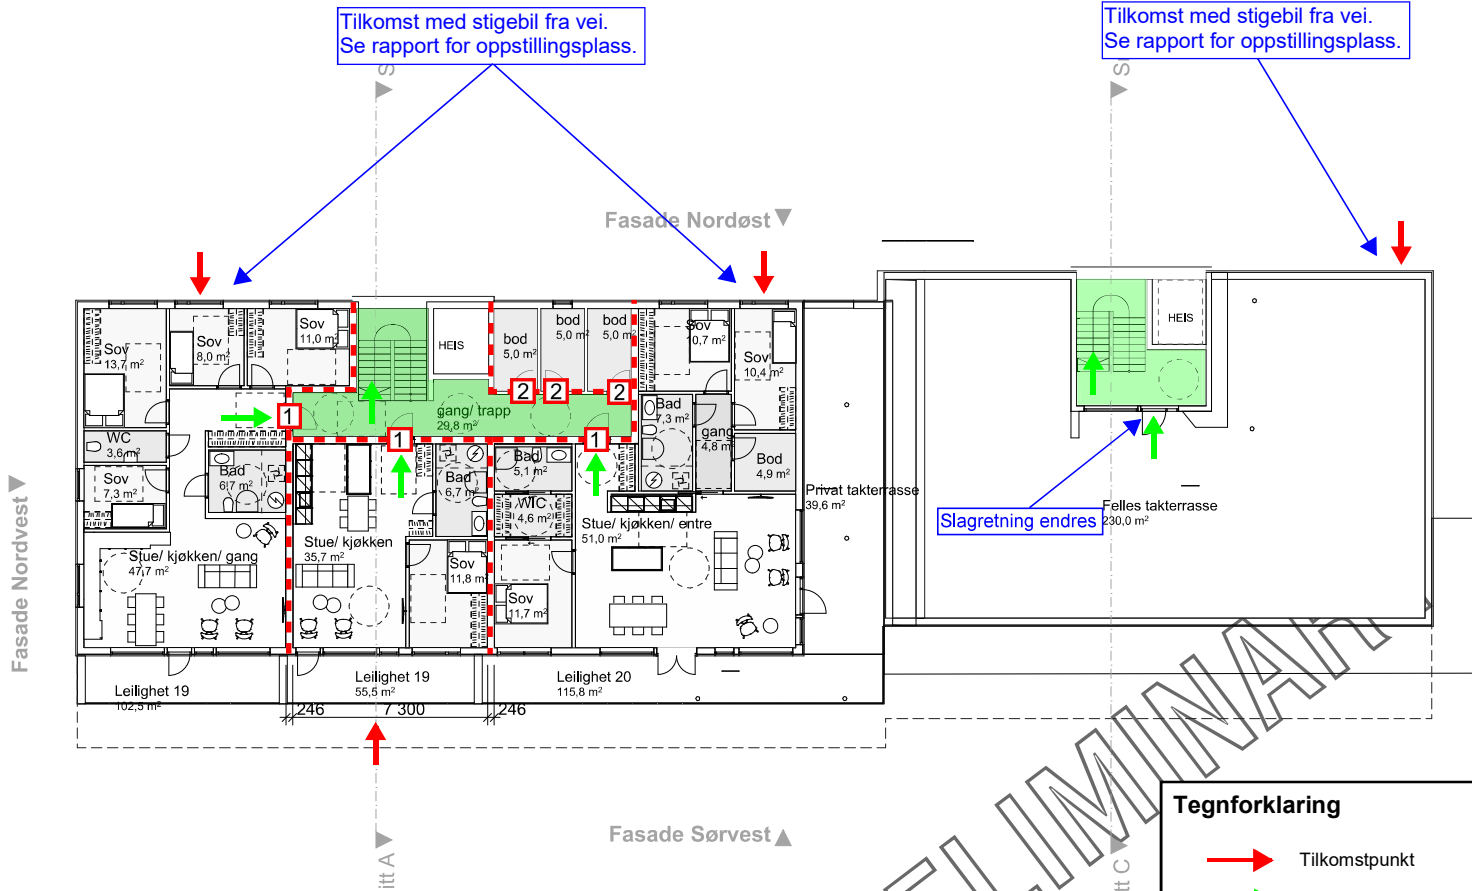 Tilkomst med stigebil fra vei.
Se rapport for oppstillingsplass.
Tilkomst med stigebil fra vei.
Se rapport for oppstillingsplass.
Fasade Nordøst
Fasade Nordvest
Sov
13,7 m²
Sov
8,0 m²
Sov
11,0 m²
HEIS
bod
5,0 m²
bod
5,0 m²
bod
5,0 m²
Sov
10,7 m²
Sov
10,4 m²
HEIS
2
2
2
1
gang/ trapp
29,8 m²
1
1
WC
3,6 m²
Sov
7,3 m²
Bad
6,7 m²
Bad
6,7 m²
Bad
5,1 m²
WIC
4,6 m²
Bad
7,3 m²
gang
4,8 m²
Bod
4,9 m²
Privat takterrasse
39,6 m²
Slagretning endres
Felles takterrasse
230,0 m²
Stue/ kjøkken/ gang
47,7 m²
Stue/ kjøkken
35,7 m²
Stue/ kjøkken/ entre
51,0 m²
Sov
11,8 m²
Sov
11,7 m²
Leilighet 19
102,5 m²
Leilighet 19
55,5 m²
Leilighet 20
115,8 m²
246
7 300
246
Fasade Sørvest
itt A
tt C
ELIMINAR
Tegnforklaring
Tilkomstpunkt